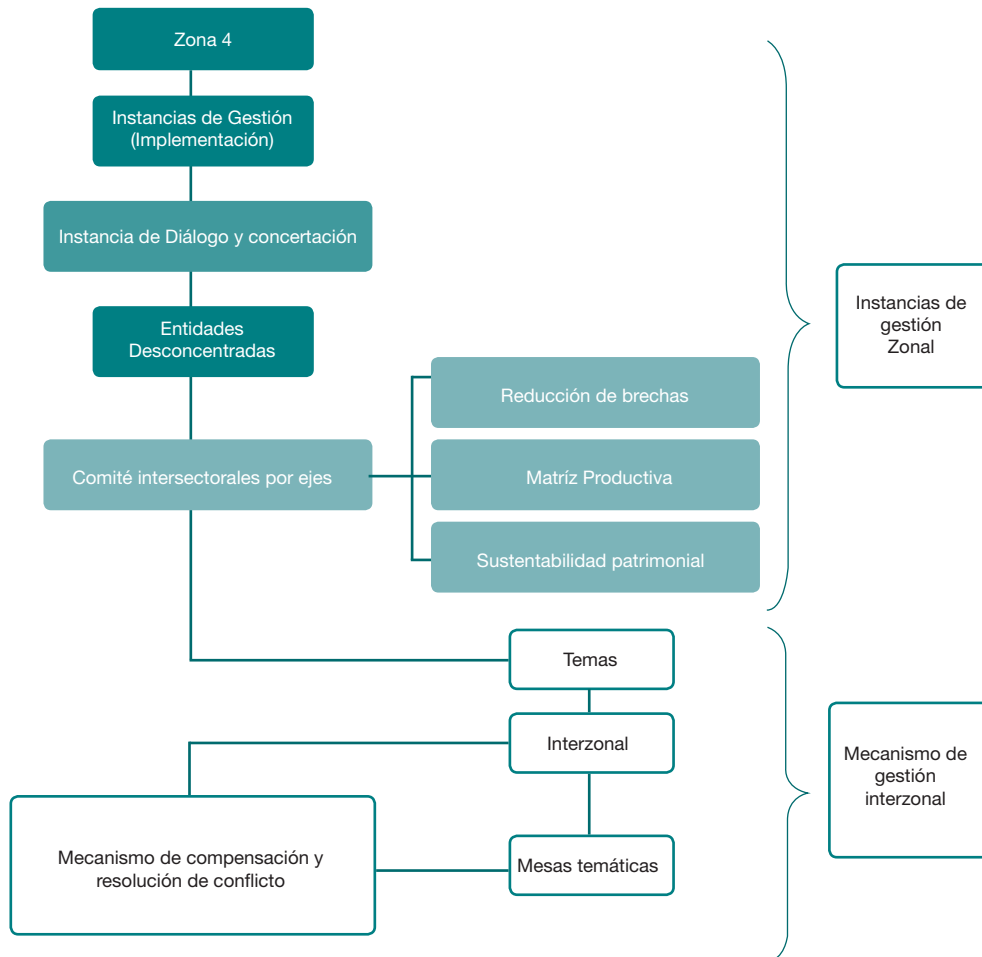 Zona 4
Instancias de Gestión
(Implementación)
Instancia de Diálogo y concertación
Entidades
Desconcentradas
Comité intersectorales por ejes
Reducción de brechas
Matríz Productiva
Sustentabilidad patrimonial
Instancias de
gestión
Zonal
Temas
Interzonal
Mesas temáticas
Mecanismo de compensación y
resolución de conflicto
Mecanismo de
gestión
interzonal